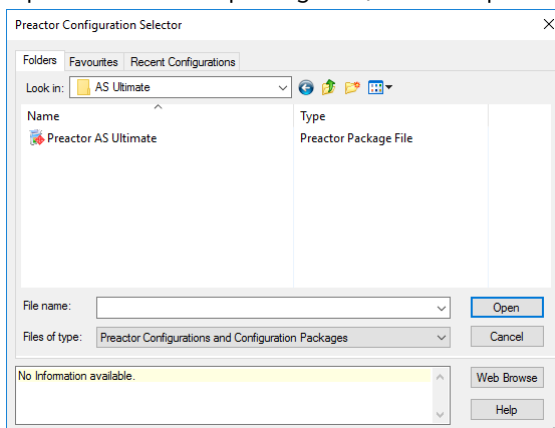 Preactor Configuration Selector
Folders Favourites Recent Configurations
Look in: AS Ultimate
Name Type
Preactor AS Ultimate Preactor Package File
File name: Open
Files of type: Preactor Configurations and Configuration Packages Cancel
No Information available. Web Browse
Help